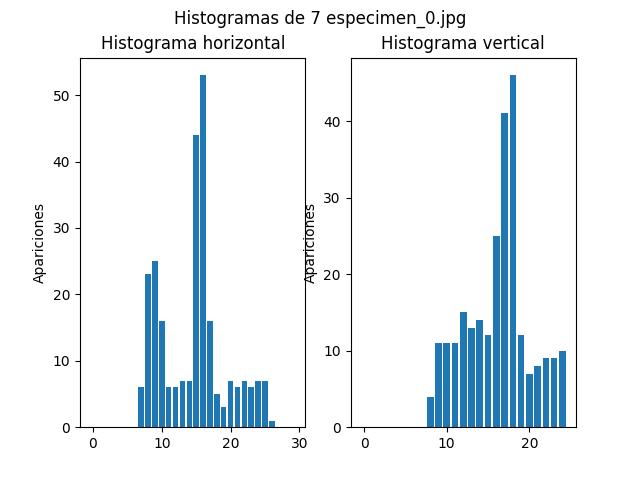 Histogramas de 7 especimen_0.jpg
Histograma horizontal
Histograma vertical
Apariciones
50
40
30
20
10
0
0 10 20 30
Apariciones
40
30
20
10
0
0 10 20